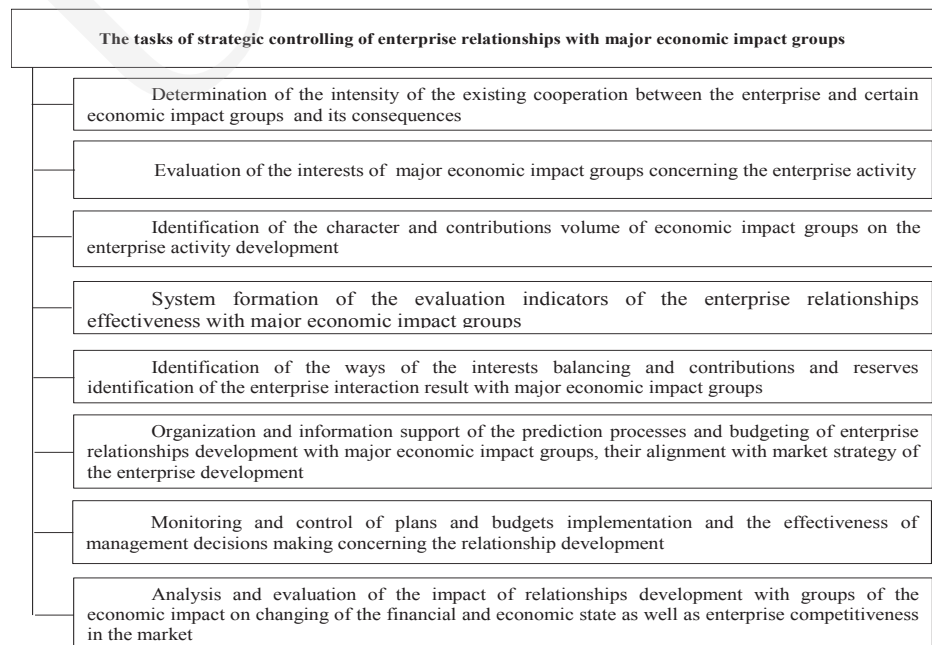 The tasks of strategic controlling of enterprise relationships with major economic impact groups
Determination of the intensity of the existing cooperation between the enterprise and certain
economic impact groups and its consequences
Evaluation of the interests of major economic impact groups concerning the enterprise activity
Identification of the character and contributions volume of economic impact groups on the
enterprise activity development
System formation of the evaluation indicators of the enterprise relationships
effectiveness with major economic impact groups
Identification of the ways of the interests balancing and contributions and reserves
identification of the enterprise interaction result with major economic impact groups
Organization and information support of the prediction processes and budgeting of enterprise
relationships development with major economic impact groups, their alignment with market strategy of
the enterprise development
Monitoring and control of plans and budgets implementation and the effectiveness of
management decisions making concerning the relationship development
Analysis and evaluation of the impact of relationships development with groups of the
economic impact on changing of the financial and economic state as well as enterprise competitiveness
in the market